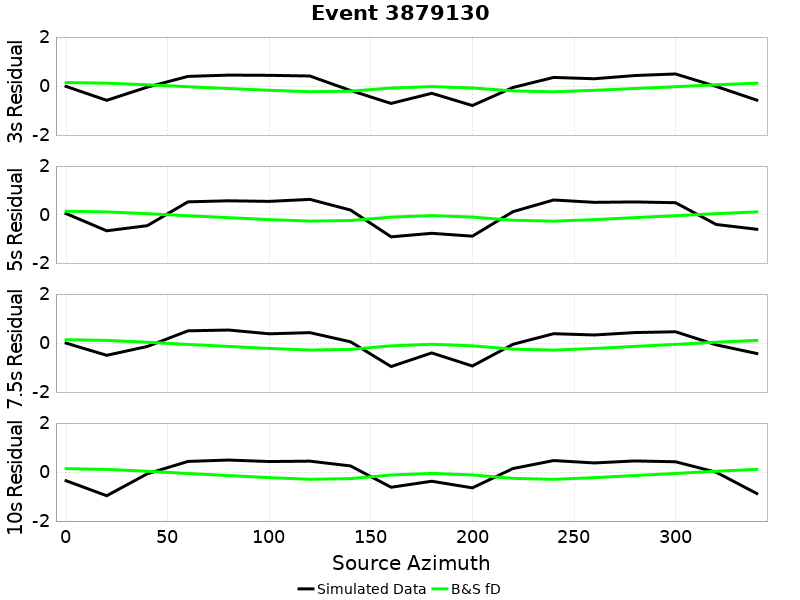 Event 3879130
3s Residual
2
0
-2
5s Residual
2
0
-2
7.5s Residual
2
0
-2
10s Residual
2
0
-2
0 50 100 150 200 250 300
Source Azimuth
Simulated Data B&S fD